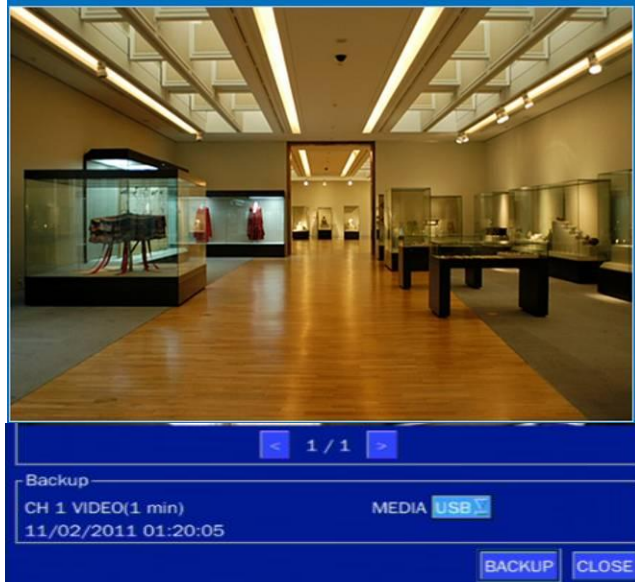 < 1 / 1 >
Backup
CH 1 VIDEO(1 min) MEDIA USB
11/02/2011 01:20:05
BACKUP CLOSE